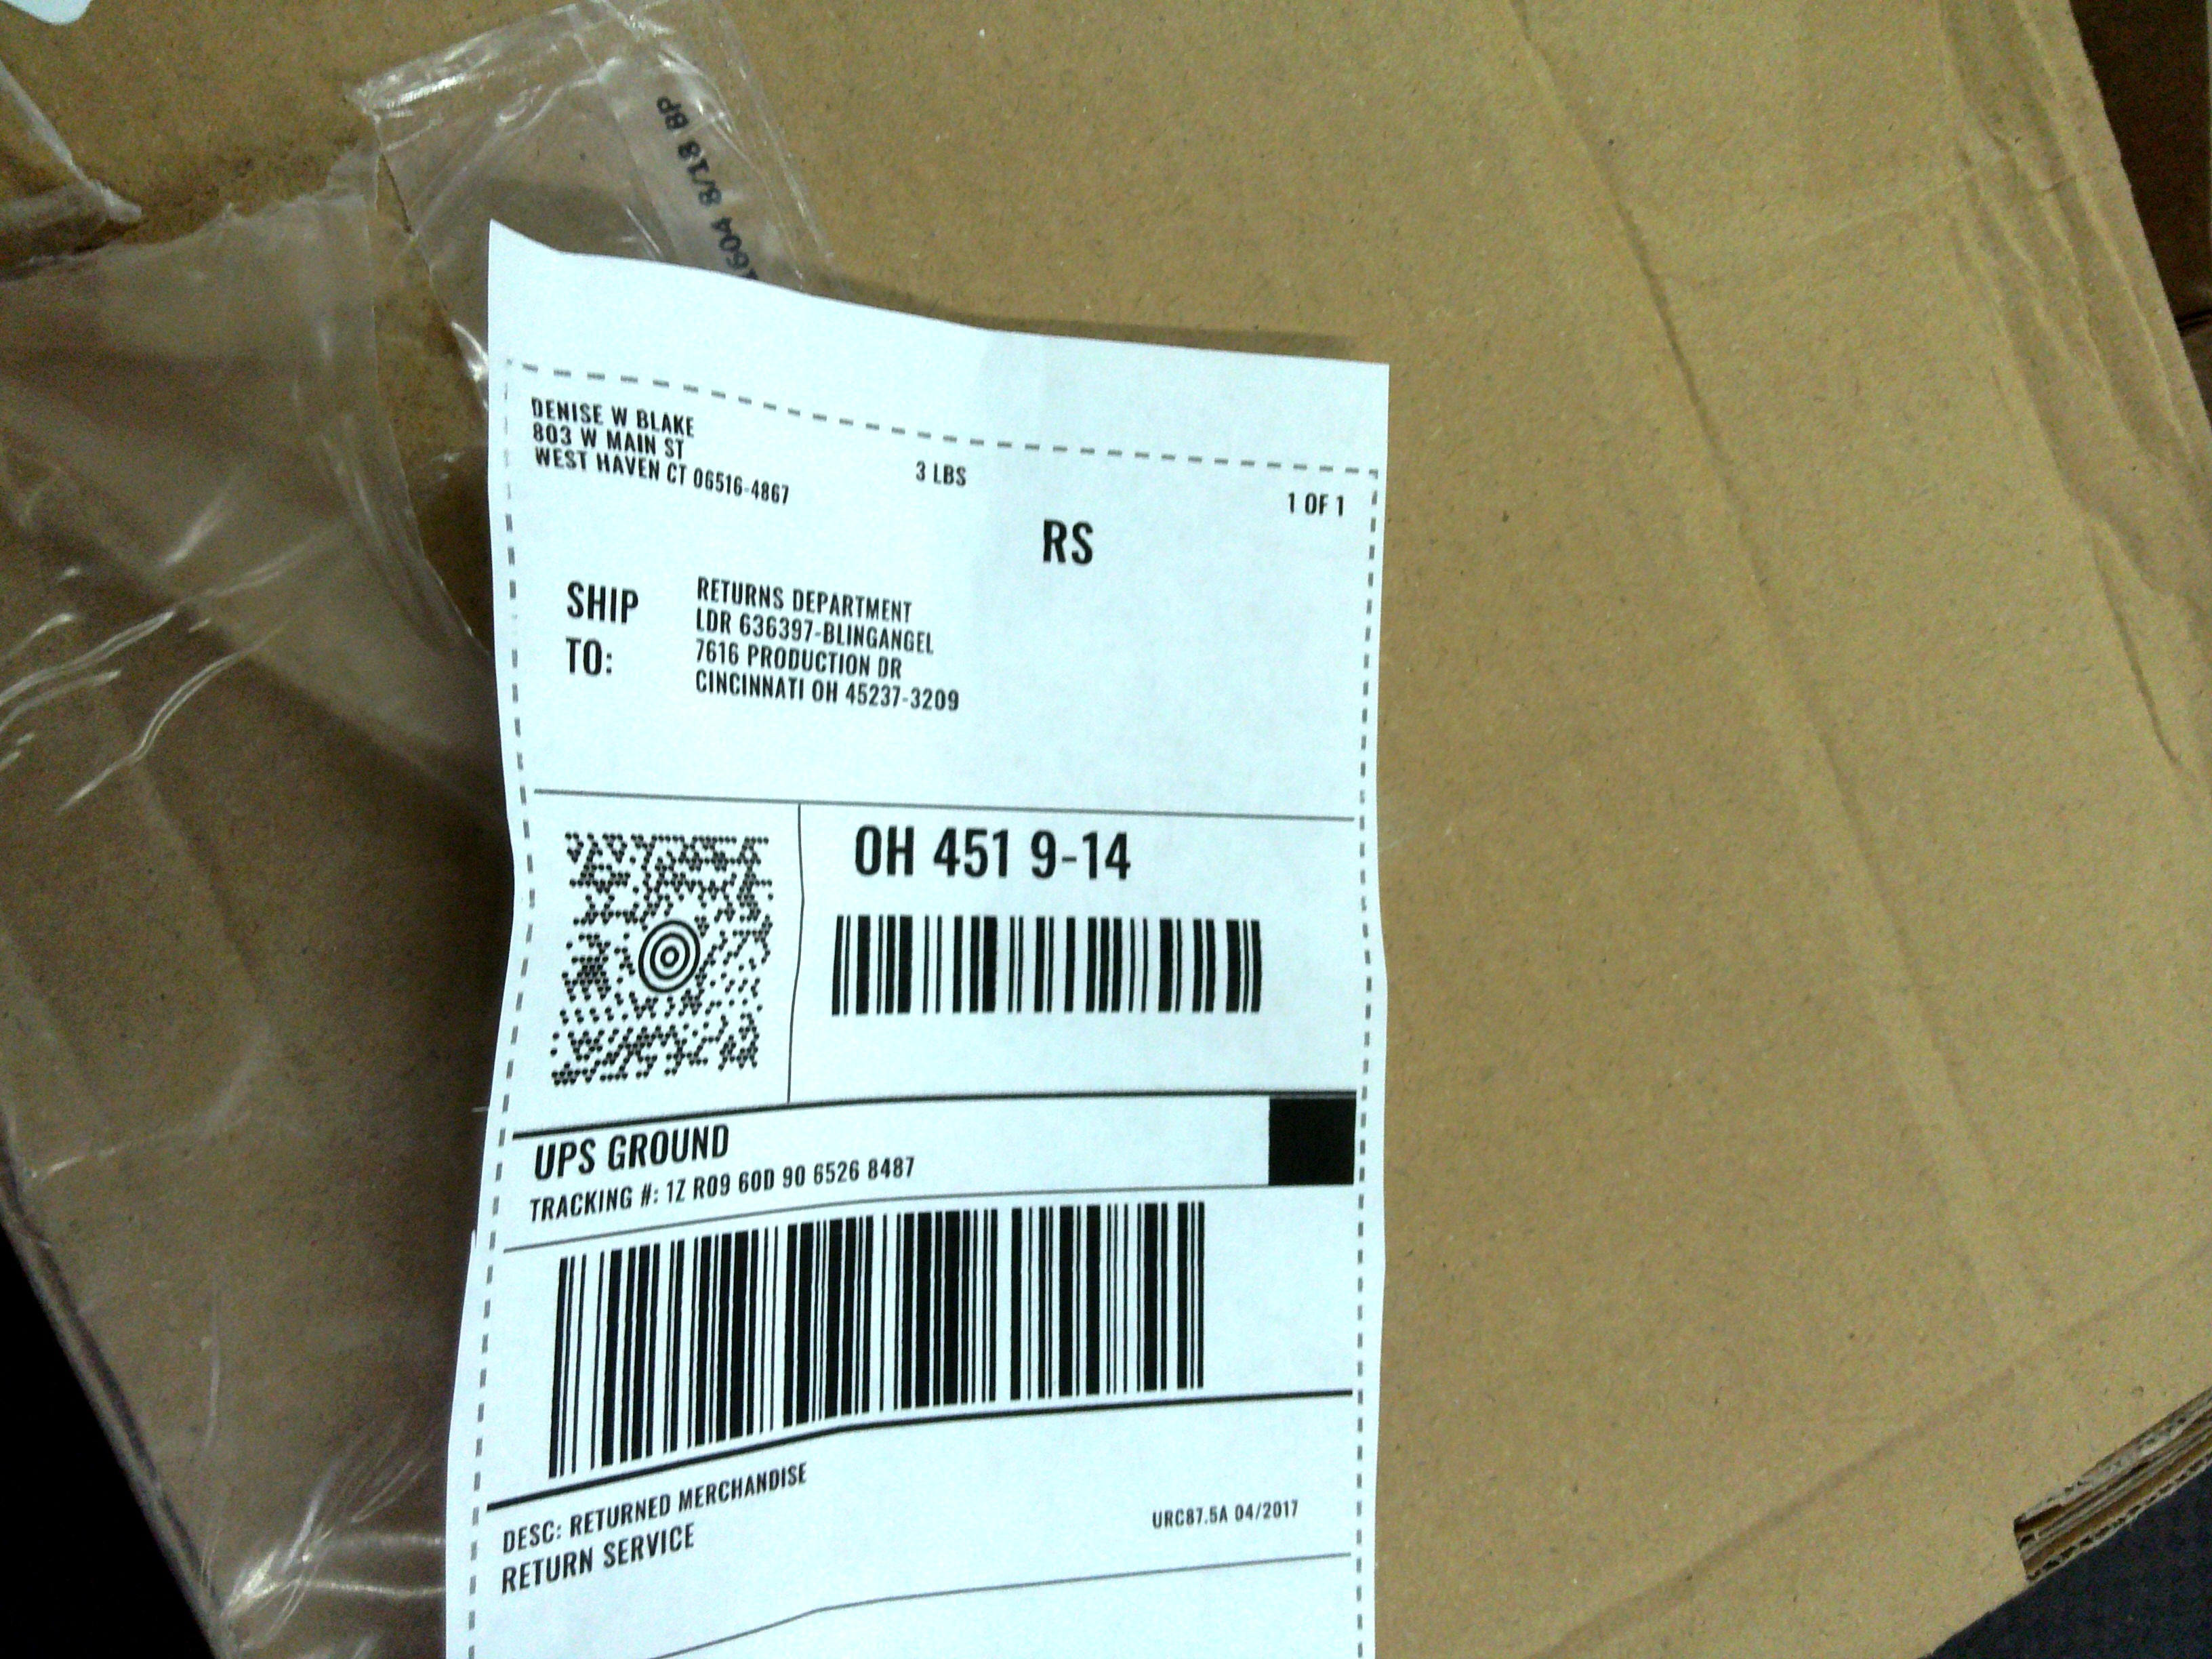 16604 8/18 BP
DENISE W BLAKE
803 W MAIN ST
WEST HAVEN CT 06516-4867
3 LBS
1 OF 1
RS
SHIP
TO:
RETURNS DEPARTMENT
LDR 636397-BLINGANGEL
7616 PRODUCTION DR
CINCINNATI OH 45237-3209
OH 451 9-14
UPS GROUND
TRACKING #: 1Z R09 60D 90 6526 8487
DESC: RETURNED MERCHANDISE
RETURN SERVICE
URC87.5A 04/2017